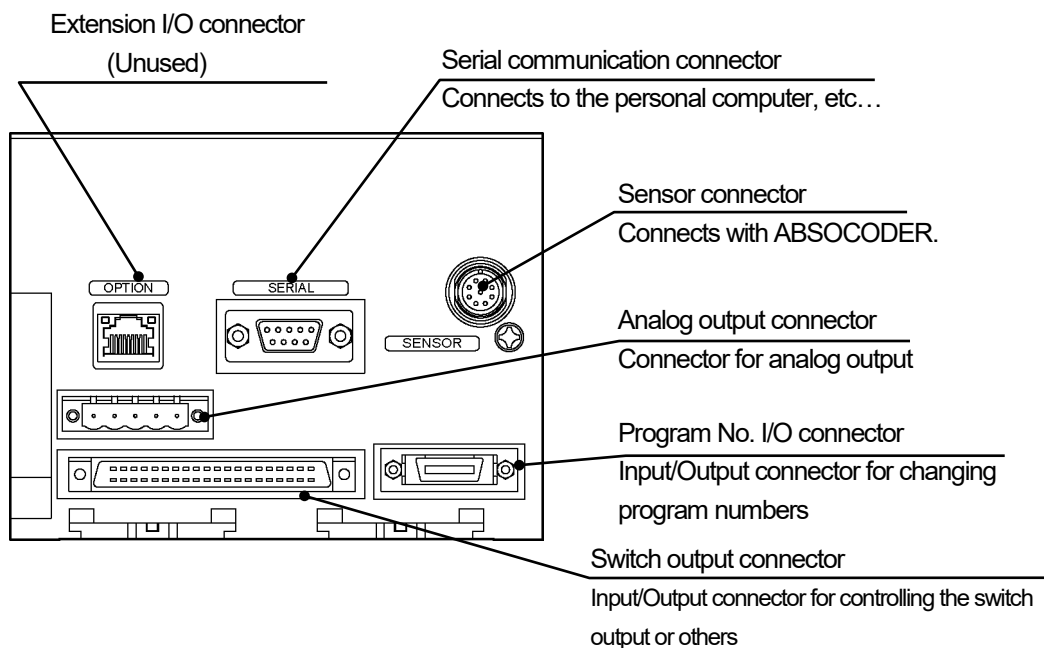 Extension I/O connector
(Unused)
Serial communication connector
Connects to the personal computer, etc…
Sensor connector
Connects with ABSOCODER.
OPTION
SERIAL
SENSOR
Analog output connector
Connector for analog output
Program No. I/O connector
Input/Output connector for changing
program numbers
Switch output connector
Input/Output connector for controlling the switch
output or others